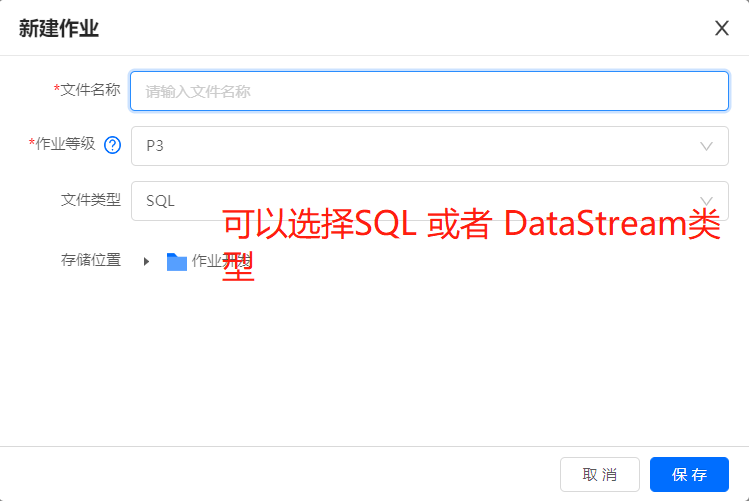 新建作业
*文件名称 请输入文件名称
*作业等级 P3
文件类型 SQL
可以选择SQL 或者 DataStream类
型
存储位置 作业开发
取 消 保 存